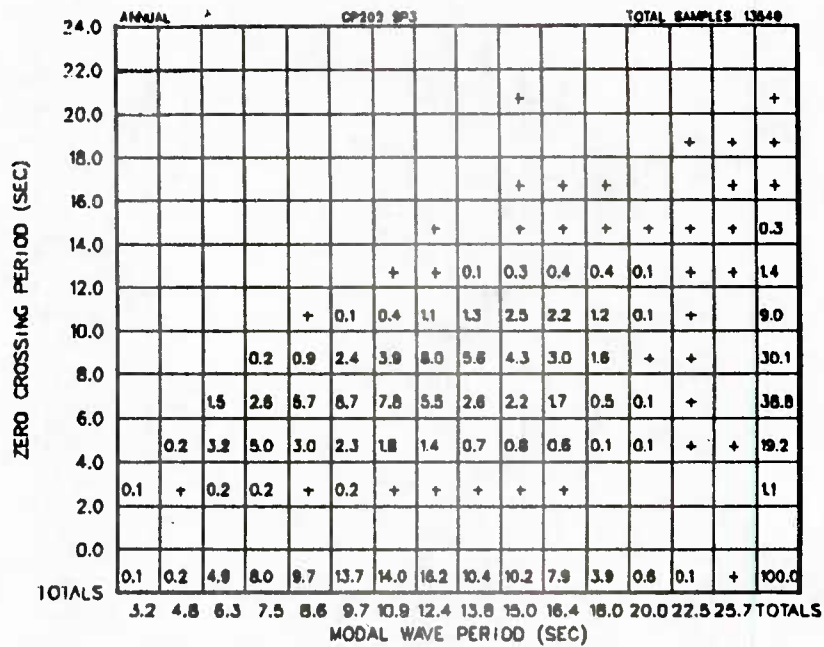 ANNUAL CP203 SP3 TOTAL SAMPLES
24.0
22.0
+ +
20.0
+ + +
18.0
+ + + + +
16.0
+ + + + + + + 0.3
14.0
+ + 0.1 0.3 0.4 0.4 0.1 + + 1.4
12.0
+ 0.1 0.4 1.1 1.3 2.5 2.2 1.2 0.1 + 9.0
10.0
0.2 0.9 2.4 3.9 8.0 5.6 4.3 3.0 1.6 + + 30.1
8.0
1.5 2.6 5.7 8.7 7.8 5.5 2.6 2.2 1.7 0.5 0.1 + 38.8
6.0
0.2 3.2 5.0 3.0 2.3 1.8 1.4 0.7 0.8 0.6 0.1 0.1 + + 19.2
4.0
0.1 + 0.2 0.2 + 0.2 + + + + + 1.1
2.0
0.0
0.1 0.2 4.9 8.0 9.7 13.7 14.0 16.2 10.4 10.2 7.9 3.9 0.6 0.1 + 100.0
TOTALS
3.2 4.8 6.3 7.5 8.6 9.7 10.9 12.4 13.8 15.0 16.4 18.0 20.0 22.5 25.7 TOTALS
MODAL WAVE PERIOD (SEC)
ZERO CROSSING PERIOD (SEC)